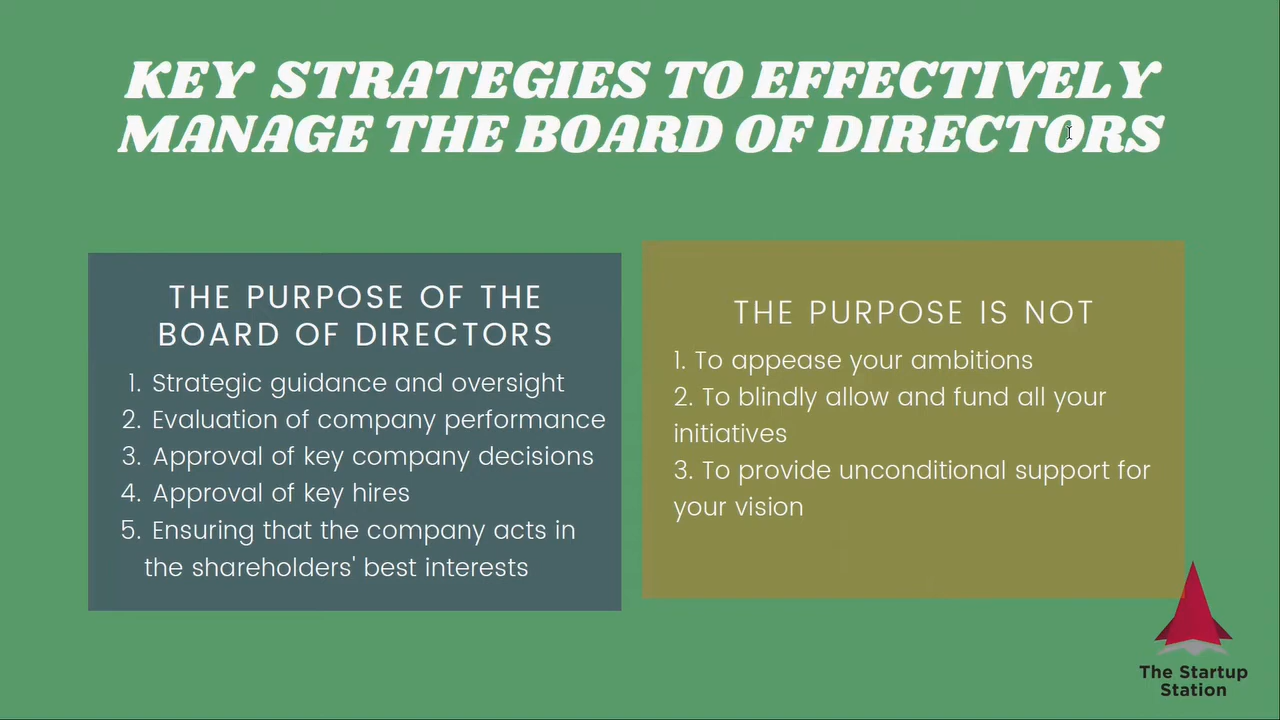 KEY STRATEGIES TO EFFECTIVELY
MANAGE THE BOARD OF DIRECTORS
THE PURPOSE OF THE
BOARD OF DIRECTORS
1. Strategic guidance and oversight
2. Evaluation of company performance
3. Approval of key company decisions
4. Approval of key hires
5. Ensuring that the company acts in
the shareholders' best interests
THE PURPOSE IS NOT
1. To appease your ambitions
2. To blindly allow and fund all your
initiatives
3. To provide unconditional support for
your vision
The Startup
Station